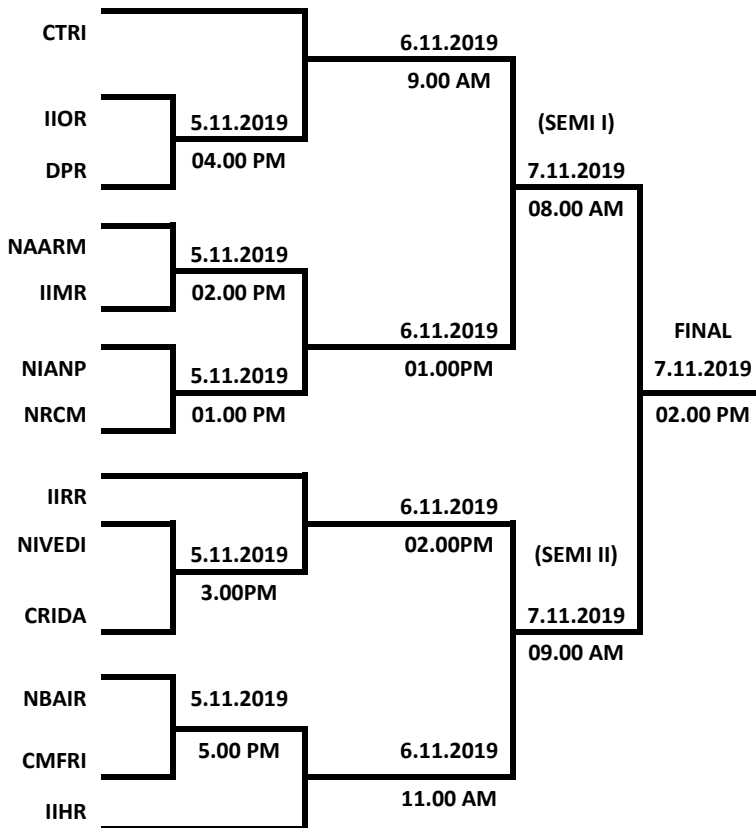 CTRI
6.11.2019
9.00 AM
IIOR
5.11.2019
(SEMI I)
04.00 PM
DPR
7.11.2019
08.00 AM
NAARM
5.11.2019
IIMR
02.00 PM
6.11.2019
FINAL
NIANP
5.11.2019
01.00PM
7.11.2019
NRCM
01.00 PM
02.00 PM
IIRR
6.11.2019
NIVEDI
5.11.2019
02.00PM
(SEMI II)
3.00PM
CRIDA
7.11.2019
09.00 AM
NBAIR
5.11.2019
CMFRI
5.00 PM
6.11.2019
11.00 AM
IIHR